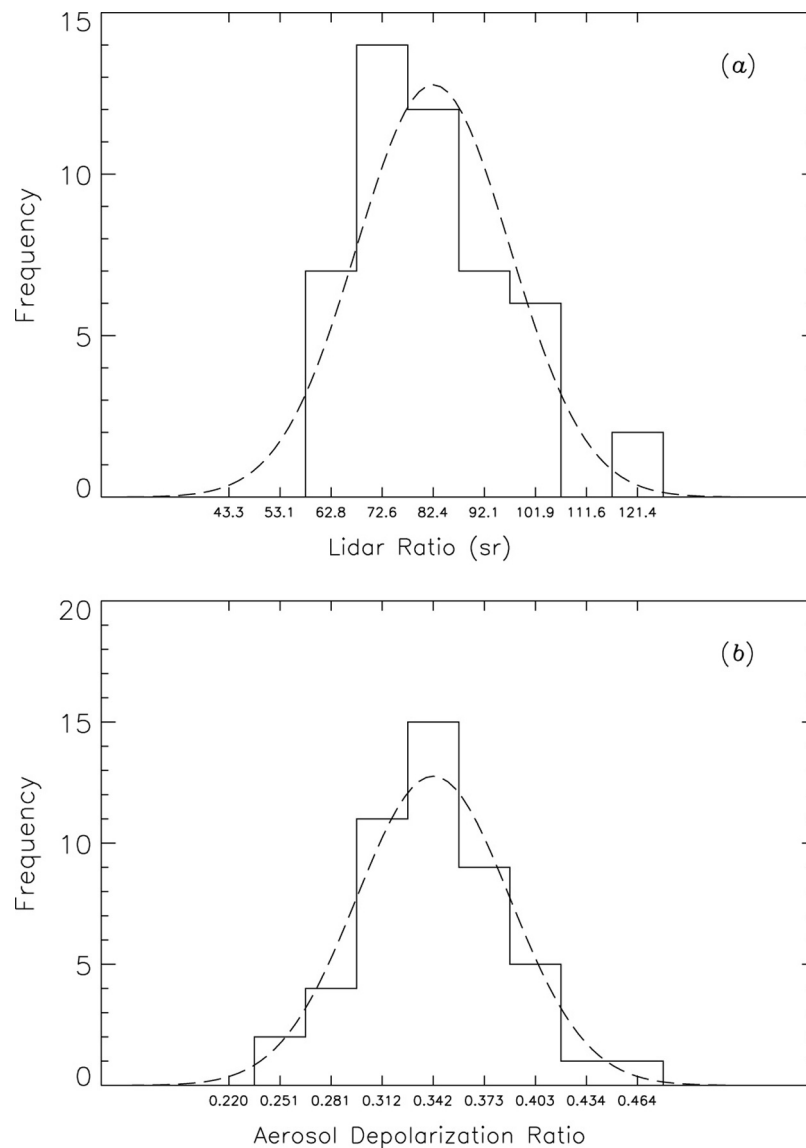 15
(a)
10
Frequency
5
0
43.3 53.1 62.8 72.6 82.4 92.1 101.9 111.6 121.4
Lidar Ratio (sr)
20
(b)
15
10
Frequency
5
0
0.220 0.251 0.281 0.312 0.342 0.373 0.403 0.434 0.464
Aerosol Depolarization Ratio